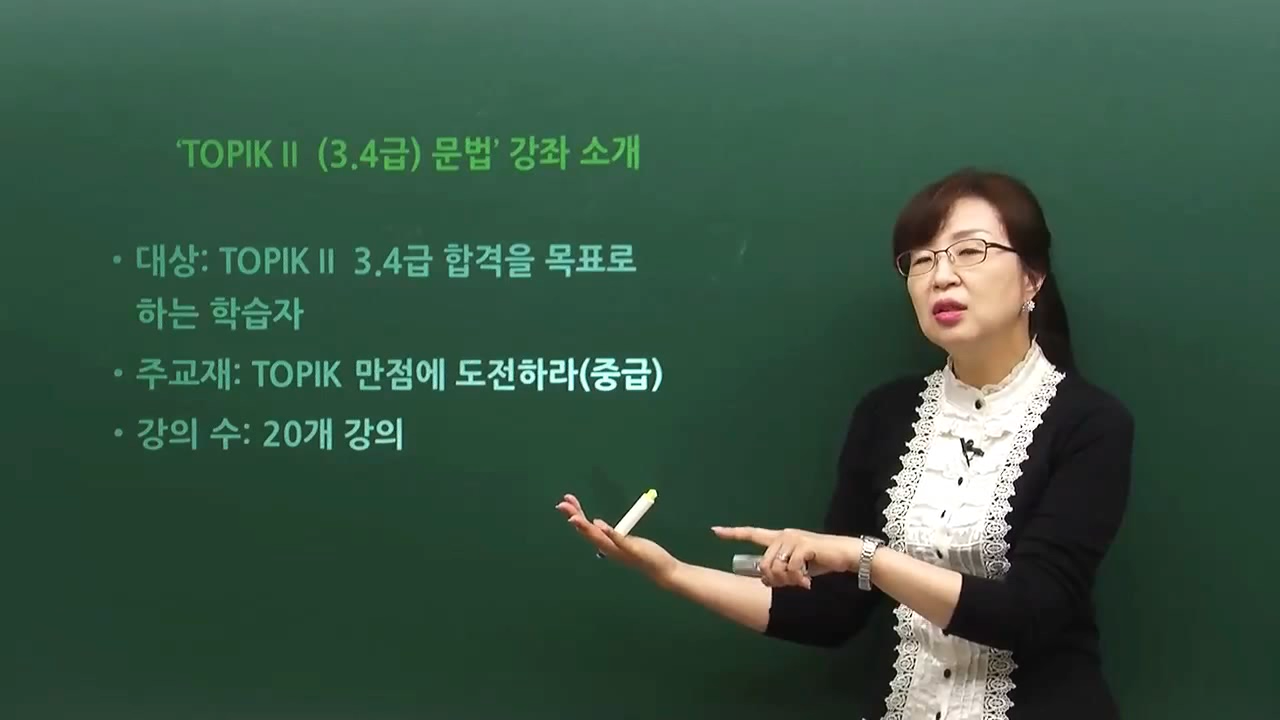 ‘TOPIK II (3.4급) 문법’ 강좌 소개
• 대상: TOPIK II 3.4급 합격을 목표로
하는 학습자
• 주교재: TOPIK 만점에 도전하라(중급)
• 강의 수: 20개 강의